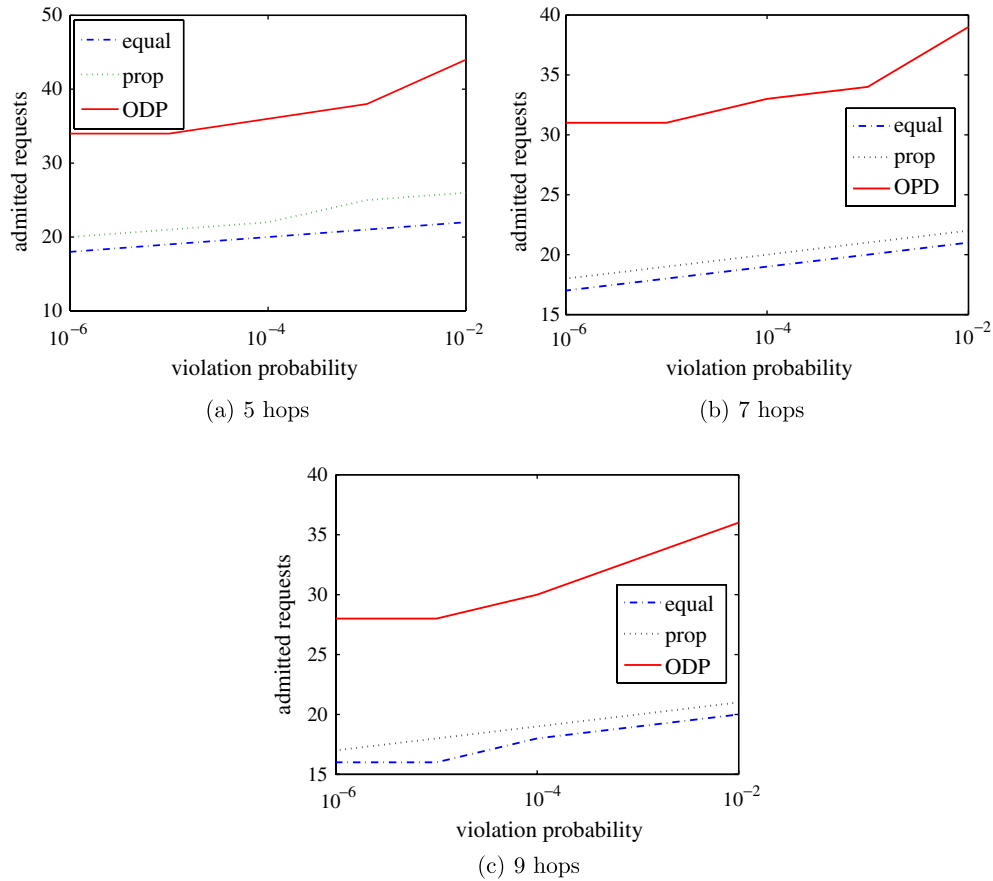 50
40
30
20
10
admitted requests
equal
prop
ODP
10−6
10−4
10−2
violation probability
(a) 5 hops
40
35
30
25
20
15
admitted requests
equal
prop
OPD
10−6
10−4
10−2
violation probability
(b) 7 hops
40
35
30
25
20
15
admitted requests
equal
prop
ODP
10−6
10−4
10−2
violation probability
(c) 9 hops